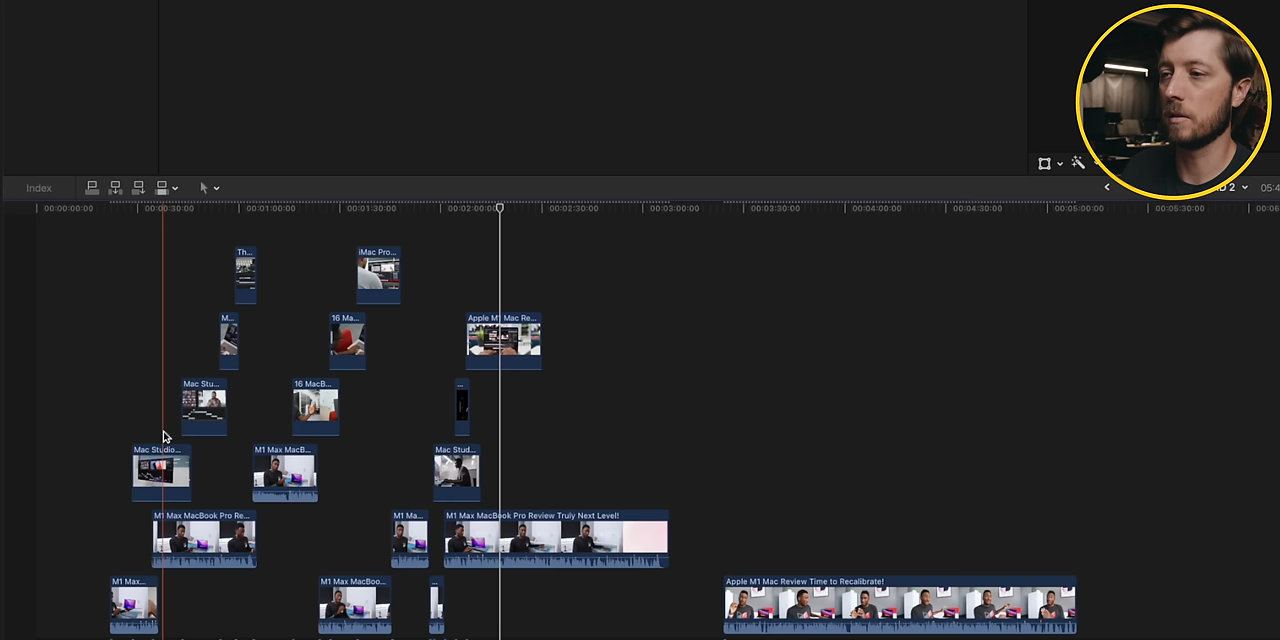 Index
D 2
05:4
00:00:00:00
00:00:30:00
00:01:00:00
00:01:30:00
00:02:00:00
00:02:30:00
00:03:00:00
00:03:30:00
00:04:00:00
00:04:30:00
00:05:00:00
00:05:30:00
00:06
Th...
iMac Pro...
M...
16 Ma...
Apple M1 Mac Re...
Mac Stu...
16 MacB...
...
Mac Studio...
M1 Max MacB...
Mac Stud...
M1 Max MacBook Pro Re...
M1 Ma...
M1 Max MacBook Pro Review Truly Next Level!
M1 Max...
M1 Max MacBoo...
...
Apple M1 Mac Review Time to Recalibrate!